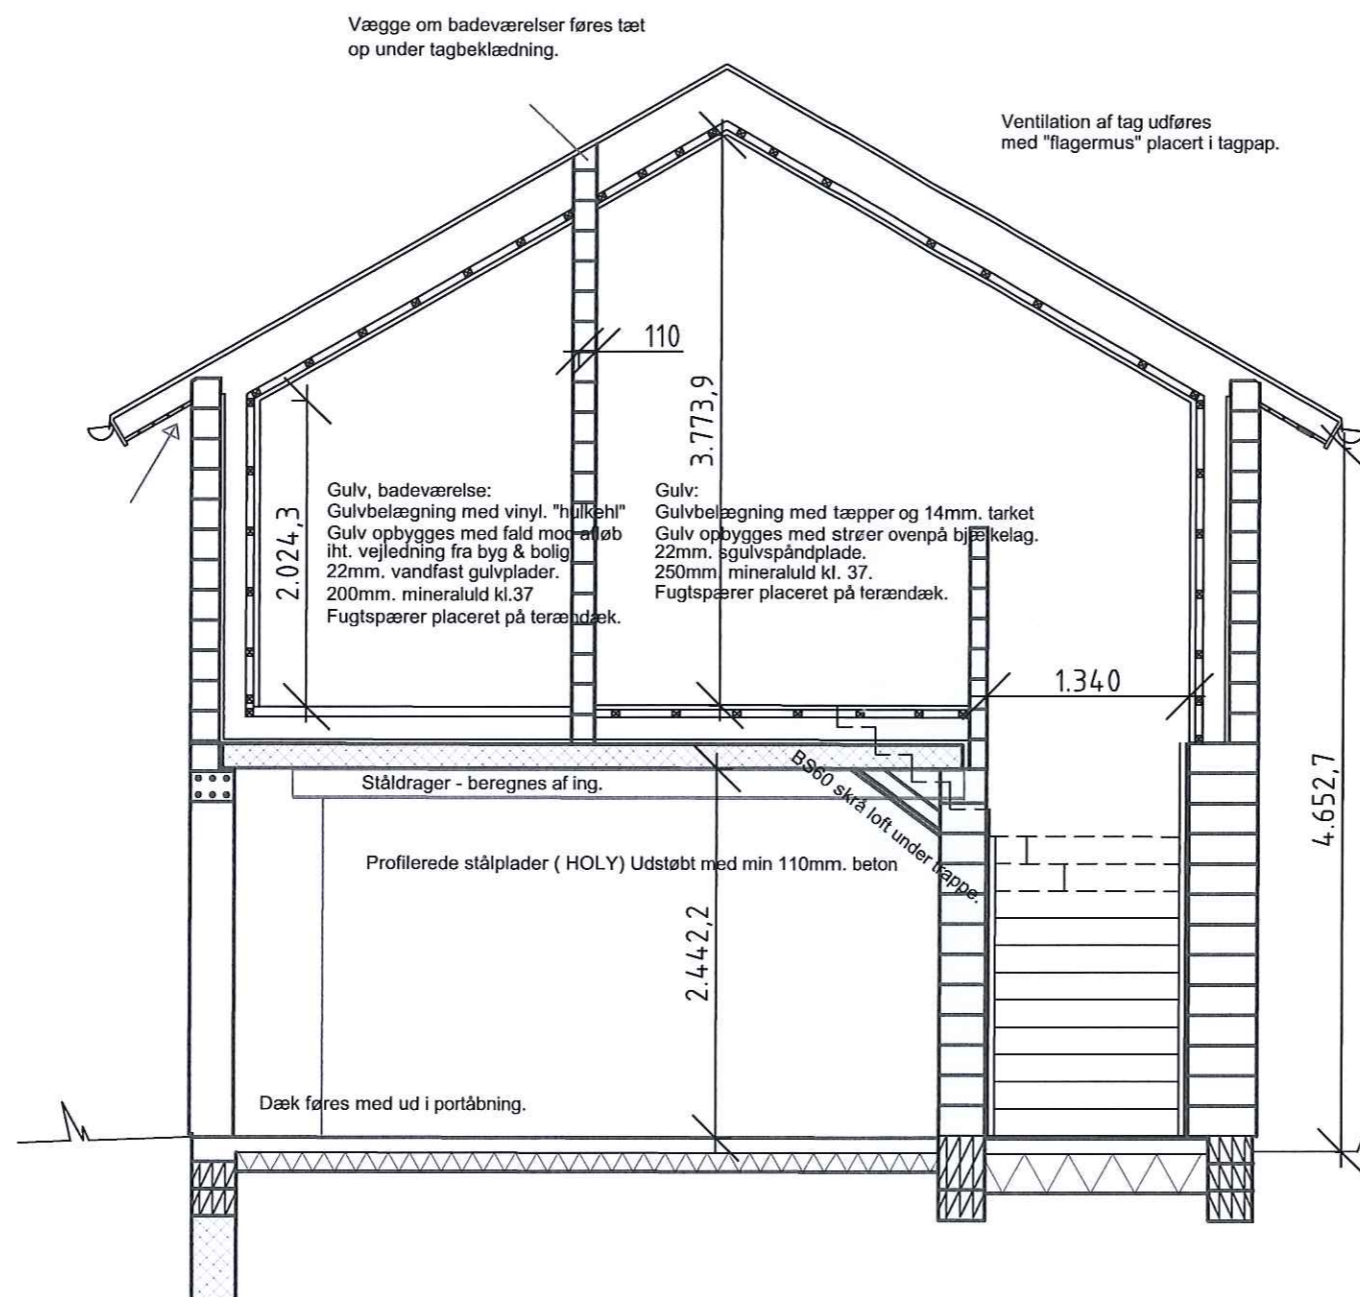 Vægge om badeværelser føres tæt
op under tagbeklædning.
Ventilation af tag udføres
med "flagermus" placert i tagpap.
110
3.773,9
2.024,3
Gulv, badeværelse:
Gulvbelægning med vinyl. "hulkehl"
Gulv opbygges med fald mod afløb
iht. vejledning fra byg & bolig
22mm. vandfast gulvplader.
200mm. mineraluld kl.37
Fugtspærer placeret på terændæk.
Gulv:
Gulvbelægning med tæpper og 14mm. tarket
Gulv opbygges med strøer ovenpå bjælkelag.
22mm. sgulvspåndplade.
250mm. mineraluld kl. 37.
Fugtspærer placeret på terændæk.
1.340
Ståldrager - beregnes af ing.
BS60 skrå loft under trappe.
4.652,7
Profilerede stålplader ( HOLY) Udstøbt med min 110mm. beton
2.442,2
Dæk føres med ud i portåbning.